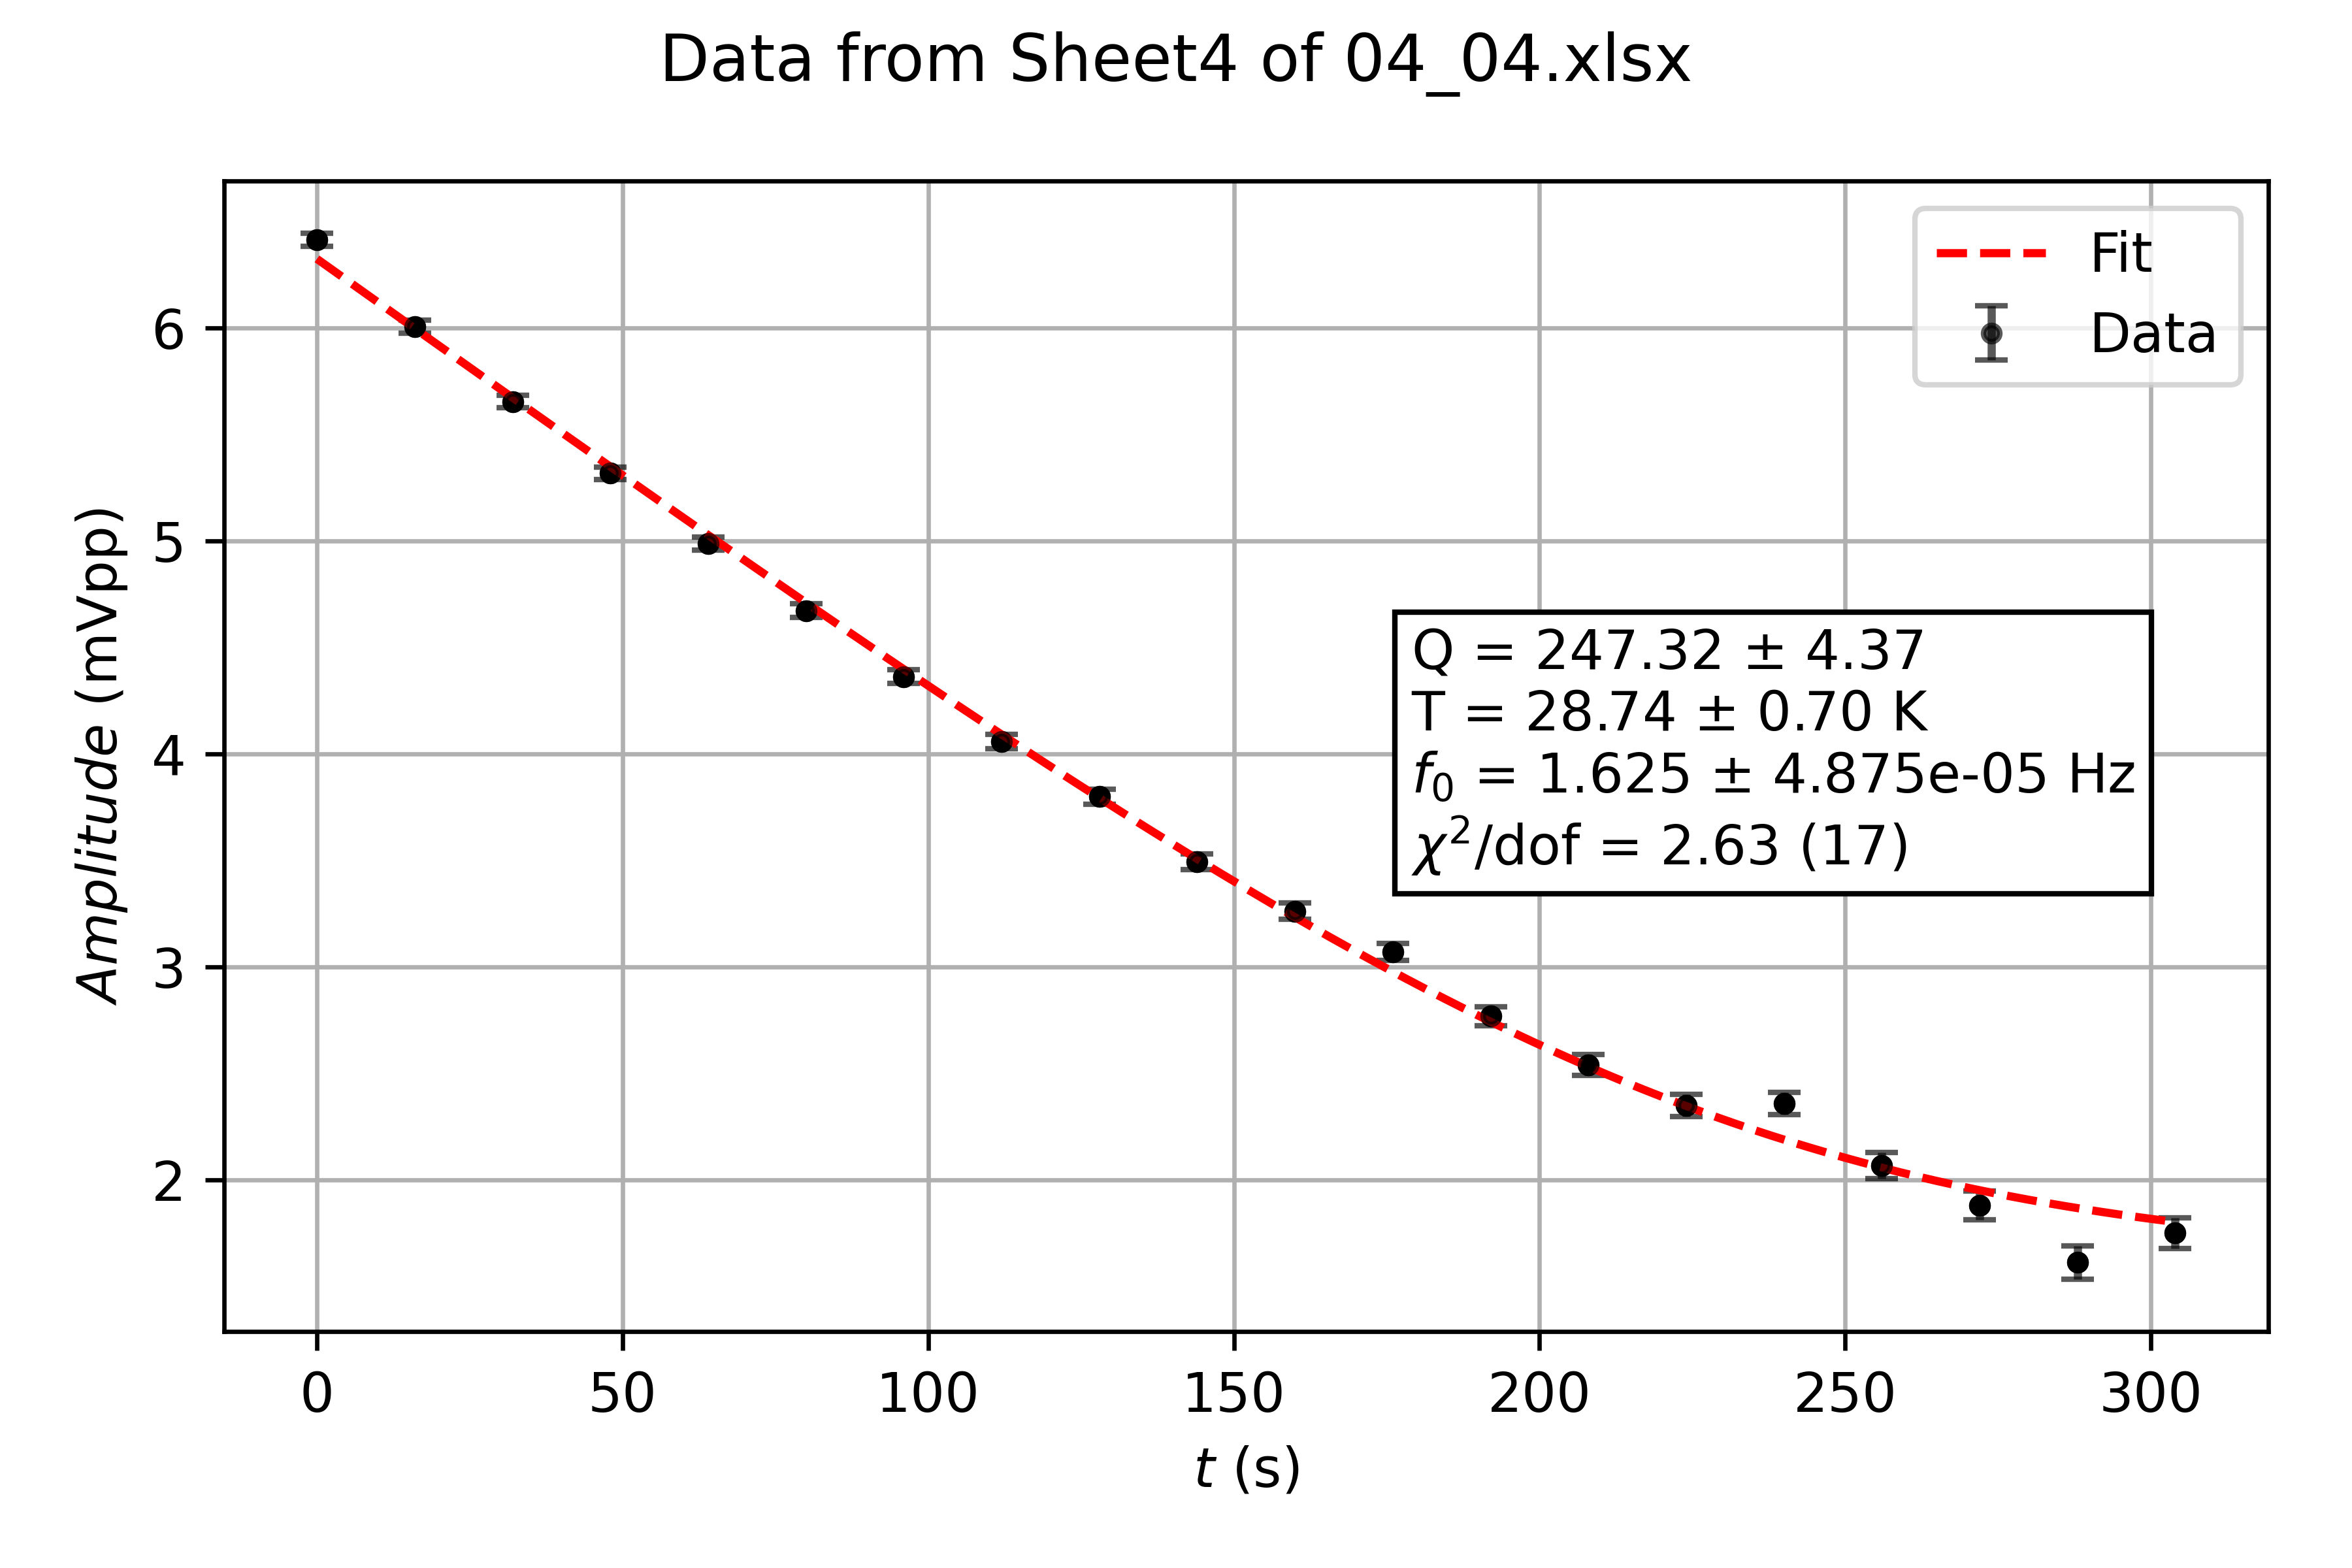 Data from Sheet4 of 04_04.xlsx
Fit
Data
6
5
4
3
2
Amplitude (mVpp)
Q = 247.32 ± 4.37
T = 28.74 ± 0.70 K
f₀ = 1.625 ± 4.875e-05 Hz
χ²/dof = 2.63 (17)
0 50 100 150 200 250 300
t (s)